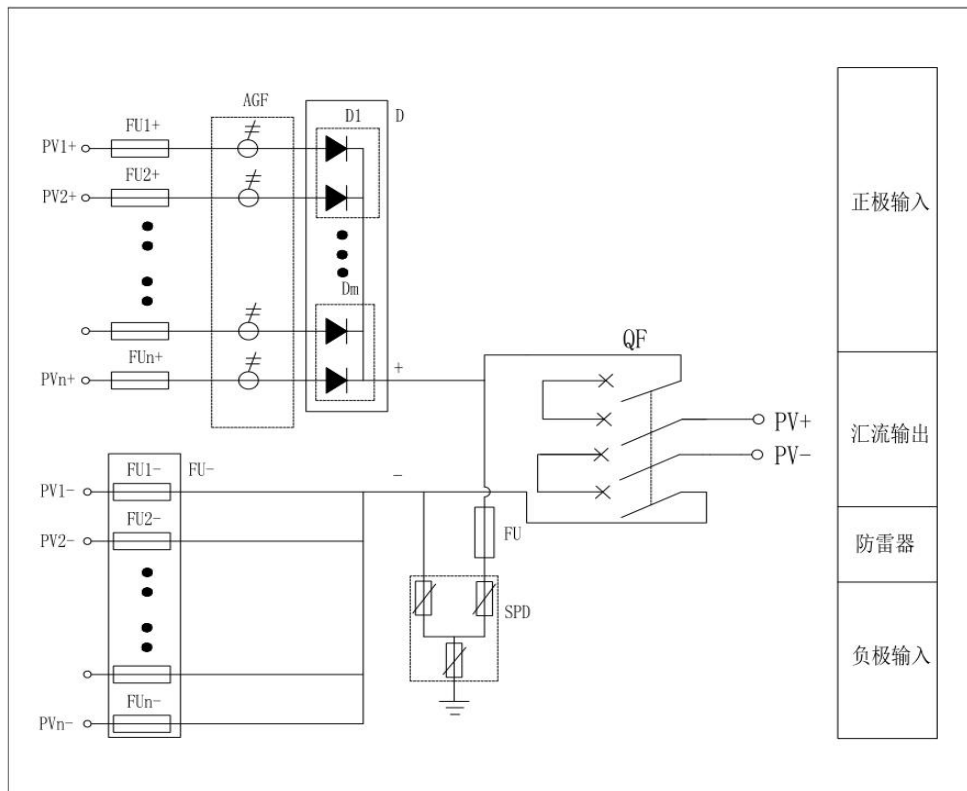 AGF
D1 D
FU1+
PV1+
FU2+
PV2+
Dm
FUn+
PVn+
+
QF
PV+
PV-
FU1- FU-
PV1-
-
FU2-
PV2-
FU
SPD
FUn-
PVn-
正极输入
汇流输出
防雷器
负极输入